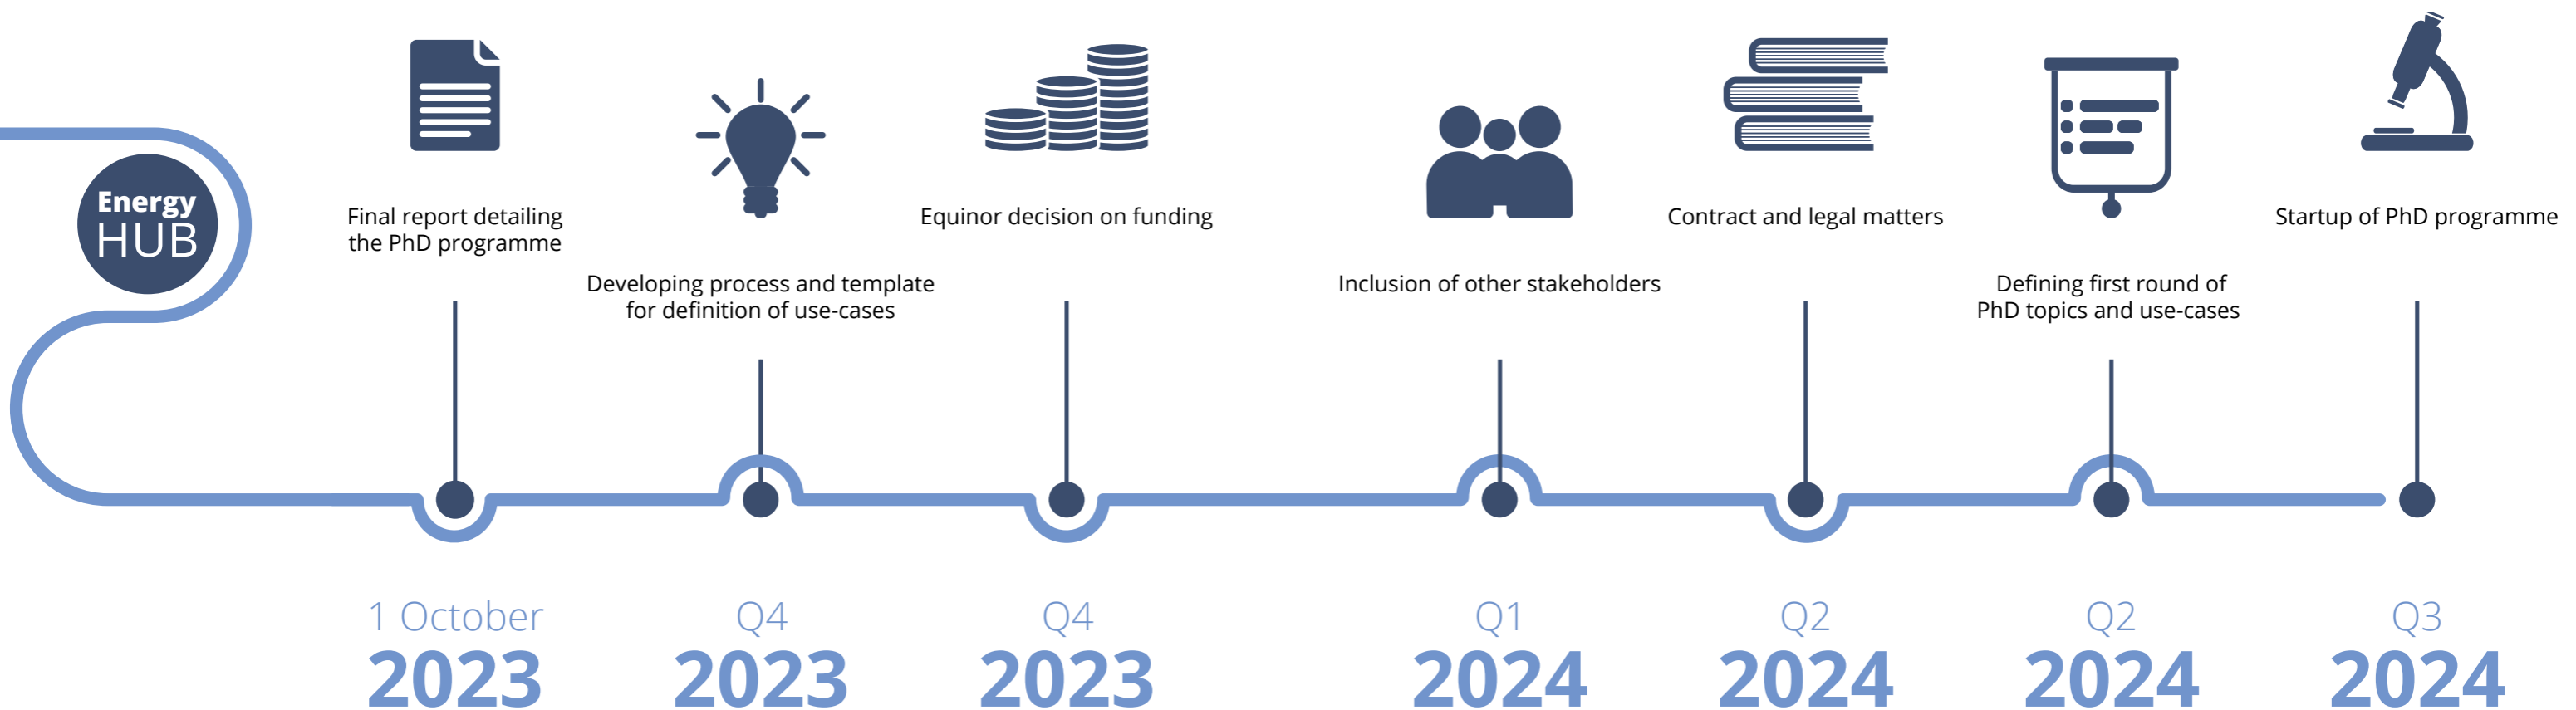 Energy
HUB
Final report detailing
the PhD programme
Developing process and template
for definition of use-cases
Equinor decision on funding
Inclusion of other stakeholders
Contract and legal matters
Defining first round of
PhD topics and use-cases
Startup of PhD programme
1 October
2023
Q4
2023
Q4
2023
Q1
2024
Q2
2024
Q2
2024
Q3
2024